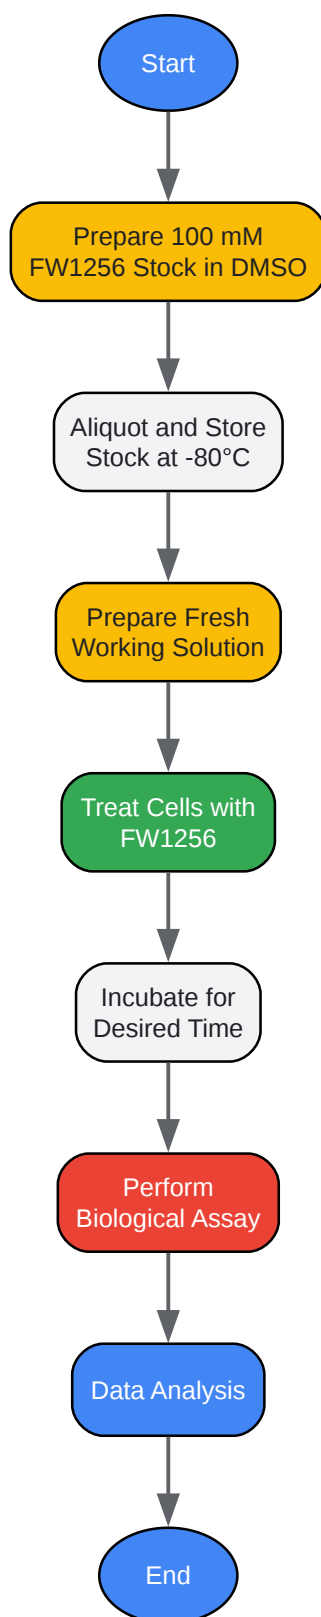 Start
Prepare 100 mM
FW1256 Stock in DMSO
Aliquot and Store
Stock at -80°C
Prepare Fresh
Working Solution
Treat Cells with
FW1256
Incubate for
Desired Time
Perform
Biological Assay
Data Analysis
End